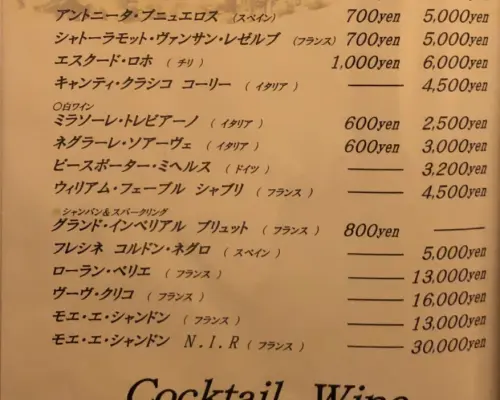 アントニータ・プニュエロス (スペイン) 700yen 5,000yen
シャトーラモット・ヴァンサン・レゼルブ (フランス) 700yen 5,000yen
エスクード・ロホ ( チリ ) 1,000yen 6,000yen
キャンティ・クラシコ コーリー ( イタリア ) —— 4,500yen
○白ワイン
ミラソーレ・トレビアーノ ( イタリア ) 600yen 2,500yen
ネグラーレ・ソアーヴェ ( イタリア ) 600yen 3,000yen
ピースポーター・ミヘルス ( ドイツ ) —— 3,200yen
ウィリアム・フェーブル シャブリ ( フランス ) —— 4,500yen
シャンパン&スパークリング
グランド・インペリアル ブリュット ( フランス ) 800yen ——
フレシネ コルドン・ネグロ ( スペイン ) —— 5,000yen
ローラン・ペリエ ( フランス ) —— 13,000yen
ヴーヴ・クリコ ( フランス ) —— 16,000yen
モエ・エ・シャンドン ( フランス ) —— 13,000yen
モエ・エ・シャンドン N.I.R ( フランス ) —— 30,000yen
Cocktail Wine